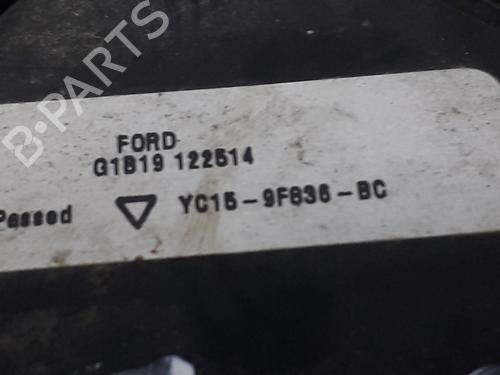 B-PARTS
FORD
G1B19 122514
Passed YC15-9F836-BC